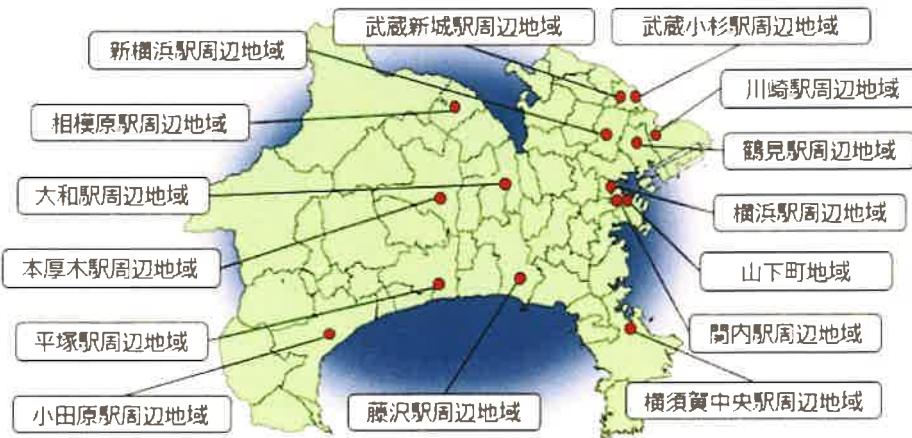 武蔵新城駅周辺地域
武蔵小杉駅周辺地域
新横浜駅周辺地域
川崎駅周辺地域
相模原駅周辺地域
鶴見駅周辺地域
大和駅周辺地域
横浜駅周辺地域
本厚木駅周辺地域
山下町地域
平塚駅周辺地域
関内駅周辺地域
小田原駅周辺地域
藤沢駅周辺地域
横須賀中央駅周辺地域